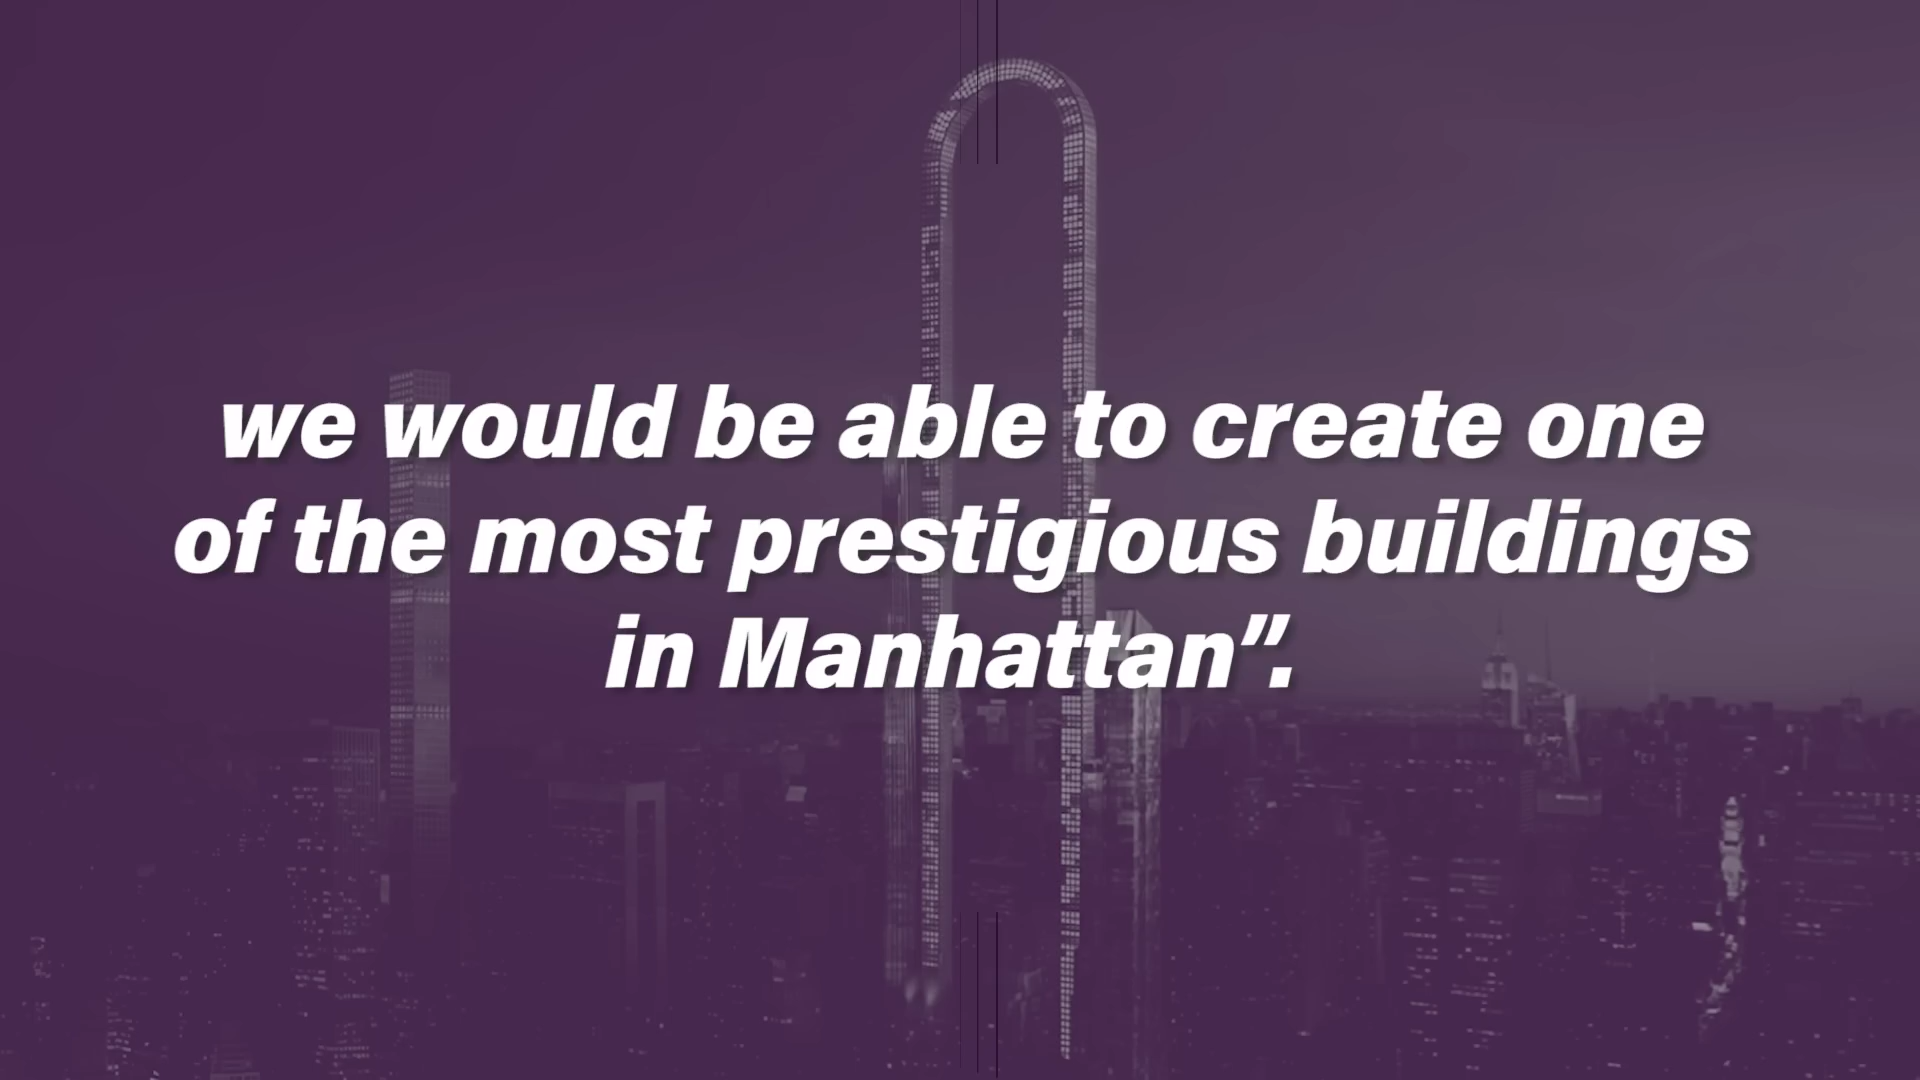 we would be able to create one
of the most prestigious buildings
in Manhattan”.